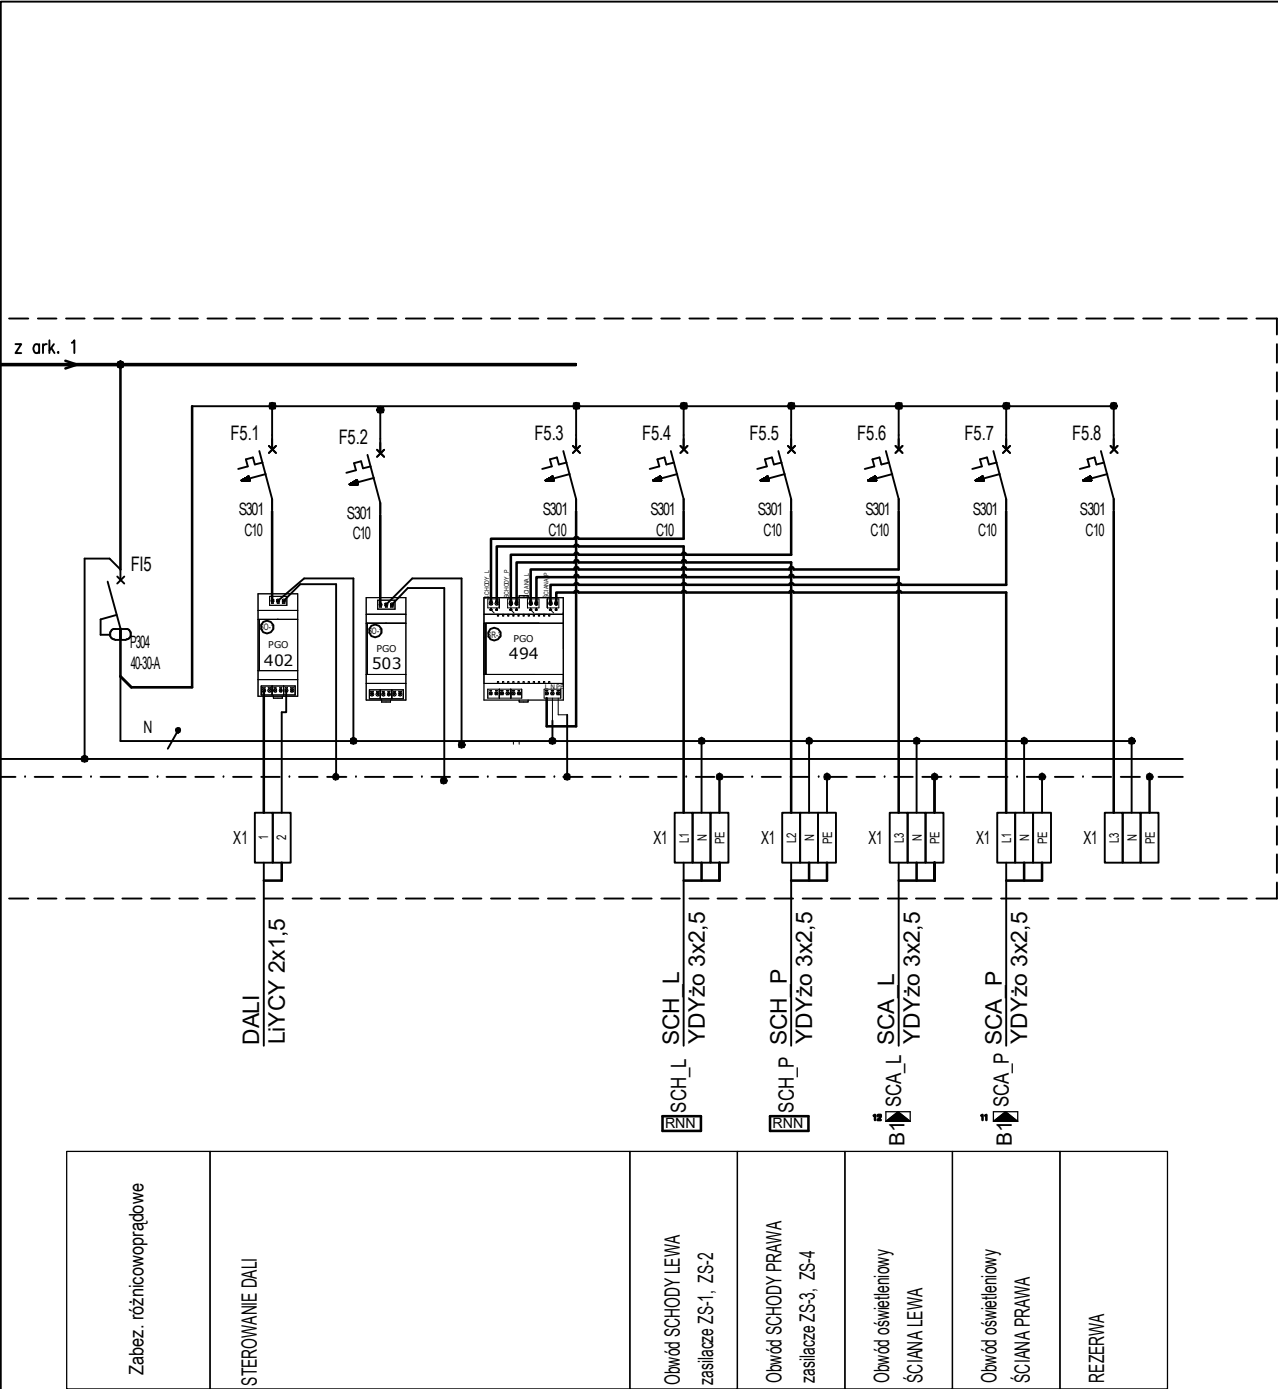 z ark. 1
F5.1
F5.2
F5.3
F5.4
F5.5
F5.6
F5.7
F5.8
S301
C10
S301
C10
S301
C10
S301
C10
S301
C10
S301
C10
S301
C10
S301
C10
FI5
P304
40-30-A
SCHODY_L
SCHODY_P
PGO
402
PGO
503
PGO
494
N
X1
1
2
X1
L1
N
PE
X1
L2
N
PE
X1
L3
N
PE
X1
L1
N
PE
X1
L3
N
PE
DALI
LiYCY 2x1,5
SCH_L
YDYżo 3x2,5
SCH_P
YDYżo 3x2,5
SCA_L
YDYżo 3x2,5
SCA_P
YDYżo 3x2,5
RNN SCH_L
RNN SCH_P
B1 12 SCA_L
B1 11 SCA_P
Zabez. różnicowoprądowe
STEROWANIE DALI
Obwód SCHODY LEWA
zasilacze ZS-1, ZS-2
Obwód SCHODY PRAWA
zasilacze ZS-3, ZS-4
Obwód oświetleniowy
ŚCIANA LEWA
Obwód oświetleniowy
ŚCIANA PRAWA
REZERWA